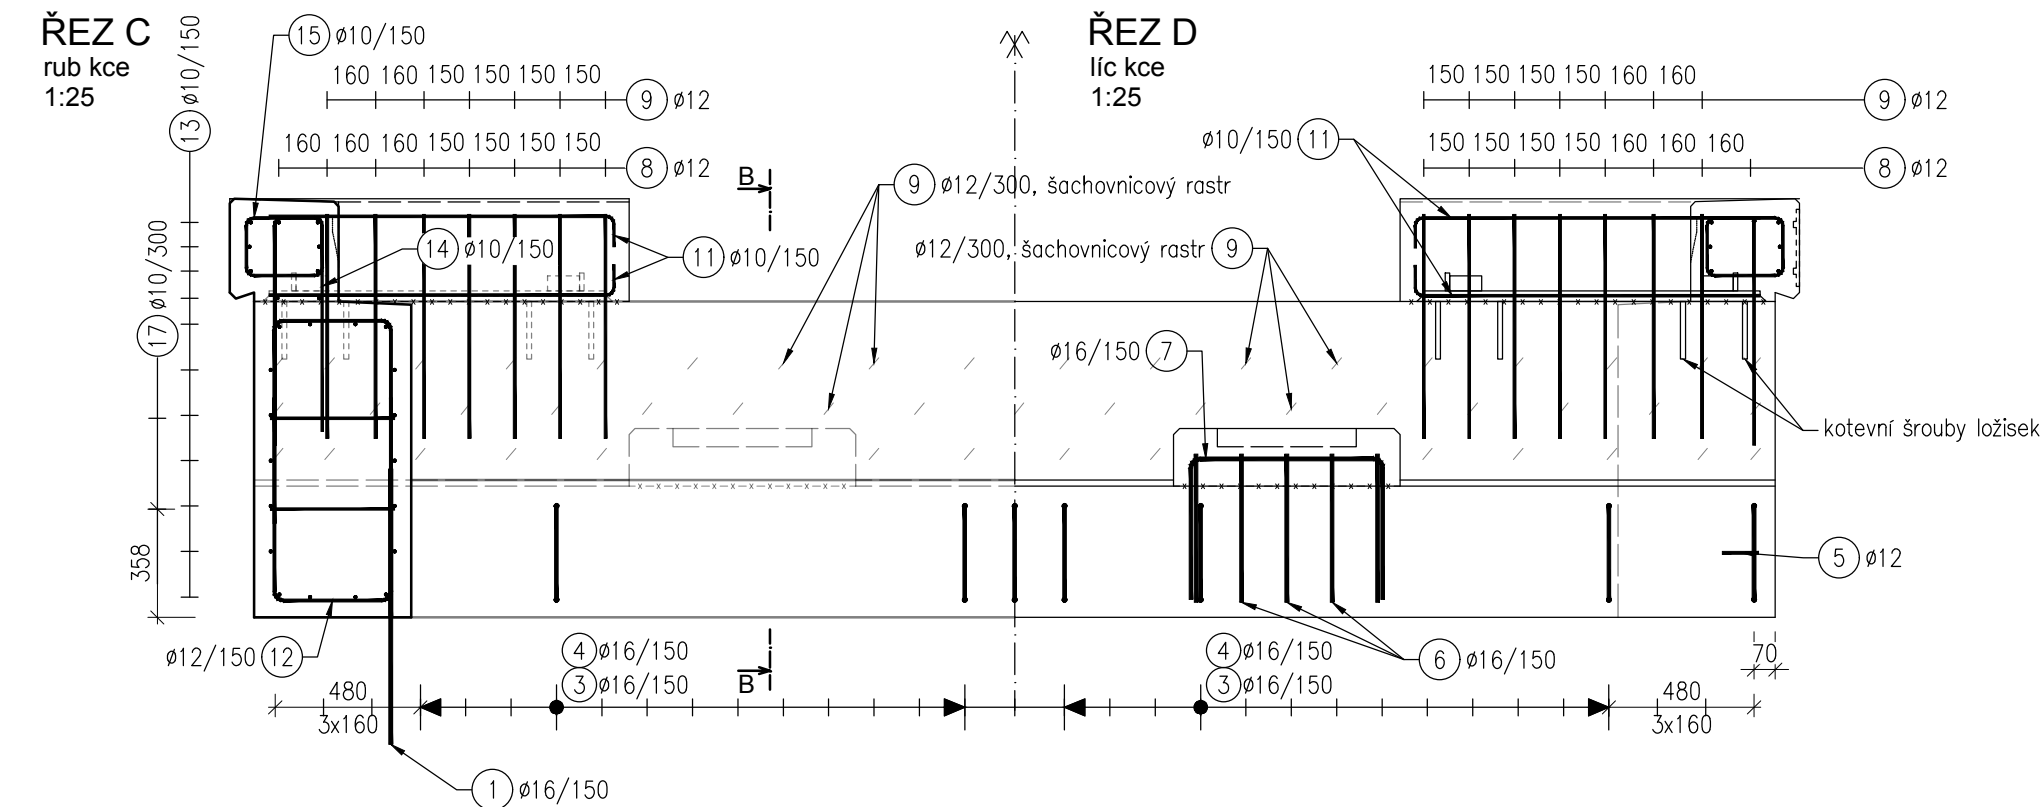 ŘEZ C
rub kce
1:25
13 ø10/150
15 ø10/150
160 160 150 150 150 150
9 ø12
160 160 160 150 150 150 150
8 ø12
B
14 ø10/150
11 ø10/150
17 ø10/300
358
ø12/150 12
480
3x160
1 ø16/150
4 ø16/150
3 ø16/150
B
9 ø12/300, šachovnicový rastr
ŘEZ D
líc kce
1:25
150 150 150 150 160 160
9 ø12
ø10/150 11
150 150 150 150 160 160 160
8 ø12
ø12/300, šachovnicový rastr 9
ø16/150 7
kotevní šrouby ložisek
5 ø12
4 ø16/150
3 ø16/150
6 ø16/150
70
480
3x160